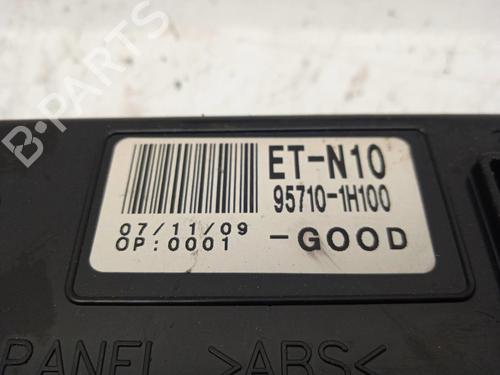 B-PARTS
ET-N10
95710-1H100
07/11/09
OP:0001
-GOOD
PANEL >ABS<